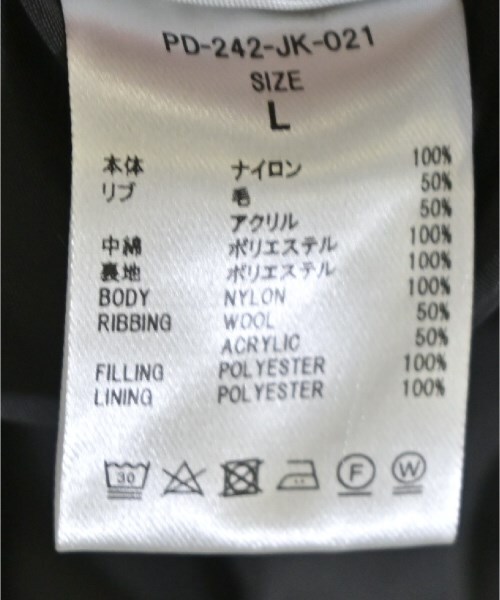 PD-242-JK-021
SIZE
L
本体 ナイロン 100%
リブ 毛 50%
アクリル 50%
中綿 ポリエステル 100%
裏地 ポリエステル 100%
BODY NYLON 100%
RIBBING WOOL 50%
ACRYLIC 50%
FILLING POLYESTER 100%
LINING POLYESTER 100%
30 F W